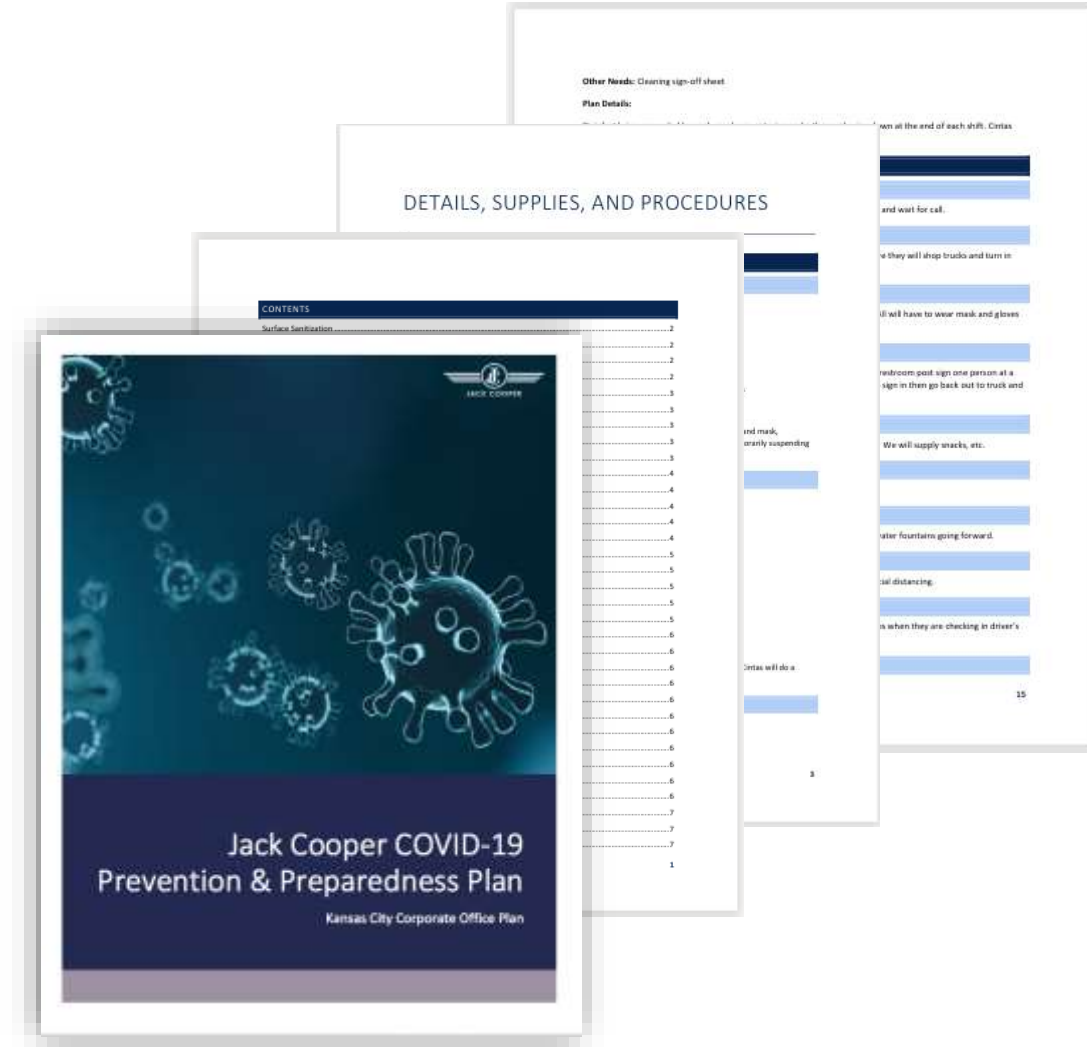 Other Needs: Cleaning sign-off sheet
Plan Details:
down at the end of each shift. Cintas
and wait for call.
they will shop trucks and turn in
will have to wear mask and gloves
restroom post sign one person at a
sign in then go back out to truck and
We will supply snacks, etc.
water fountains going forward.
social distancing.
when they are checking in driver's
15
DETAILS, SUPPLIES, AND PROCEDURES
and mask,
suspending
Cintas will do a
3
CONTENTS
Surface Sanitization ........ 2
2
2
2
3
3
3
3
3
4
4
4
4
4
5
5
5
5
5
6
6
6
6
6
6
6
6
6
6
6
7
7
7
1
JACK COOPER
Jack Cooper COVID-19
Prevention & Preparedness Plan
Kansas City Corporate Office Plan